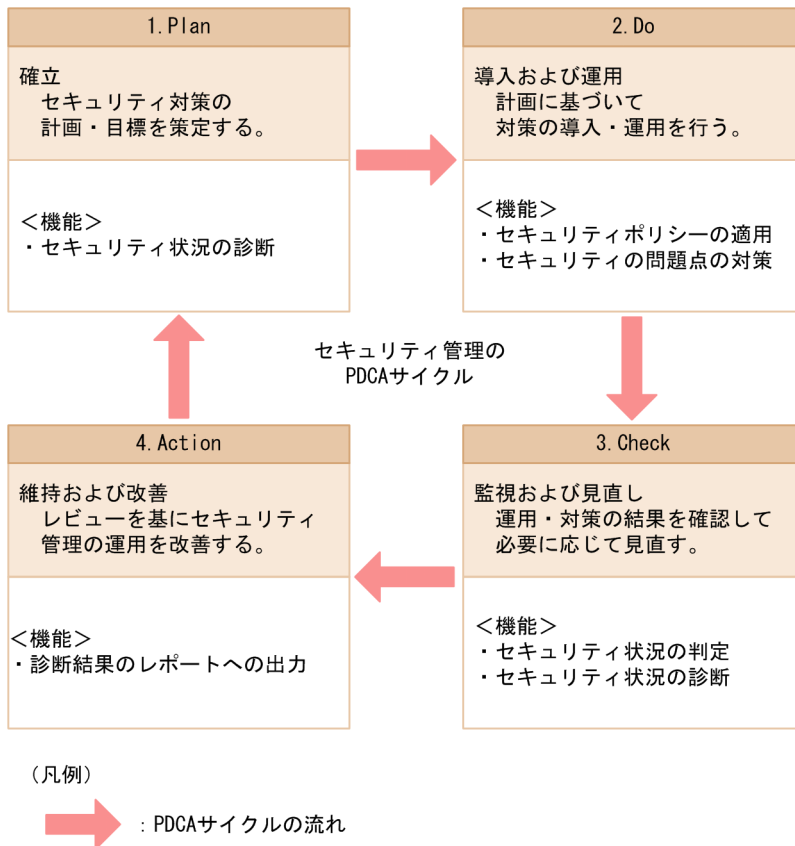 1.Plan
確立
セキュリティ対策の
計画・目標を策定する。
＜機能＞
・セキュリティ状況の診断
2.Do
導入および運用
計画に基づいて
対策の導入・運用を行う。
＜機能＞
・セキュリティポリシーの適用
・セキュリティの問題点の対策
セキュリティ管理の
PDCAサイクル
4.Action
維持および改善
レビューを基にセキュリティ
管理の運用を改善する。
＜機能＞
・診断結果のレポートへの出力
3.Check
監視および見直し
運用・対策の結果を確認して
必要に応じて見直す。
＜機能＞
・セキュリティ状況の判定
・セキュリティ状況の診断
（凡例）
：PDCAサイクルの流れ